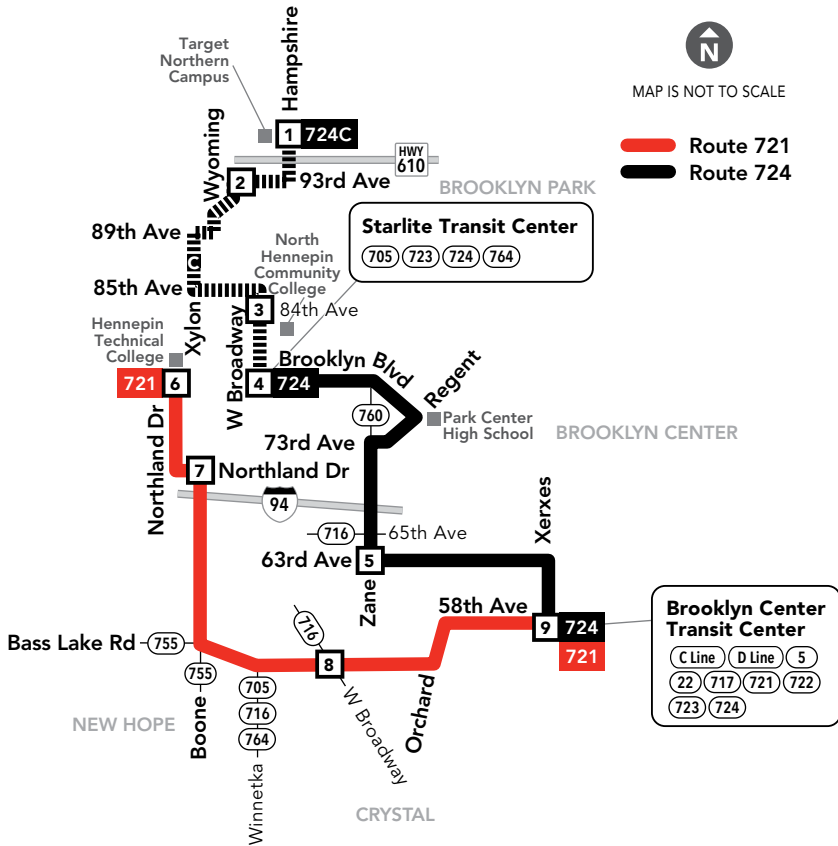 Target
Northern
Campus
Hampshire
N
MAP IS NOT TO SCALE
1 724C
HWY
610
Route 721
Route 724
Wyoming
2
93rd Ave
BROOKLYN PARK
89th Ave
C
Starlite Transit Center
705 723 724 764
North
Hennepin
Community
College
85th Ave
3
84th Ave
Xylon
Hennepin
Technical
College
W Broadway
721 6
4 724
Brooklyn Blvd
Regent
760
Park Center
High School
BROOKLYN CENTER
73rd Ave
Northland Dr
7 Northland Dr
94
Xerxes
716
65th Ave
63rd Ave
5
Zane
58th Ave
9 724
721
Brooklyn Center
Transit Center
C Line D Line 5
22 717 721 722
723 724
716
Bass Lake Rd
755
755
8
705
716
764
W Broadway
Orchard
NEW HOPE
Boone
Winnetka
CRYSTAL